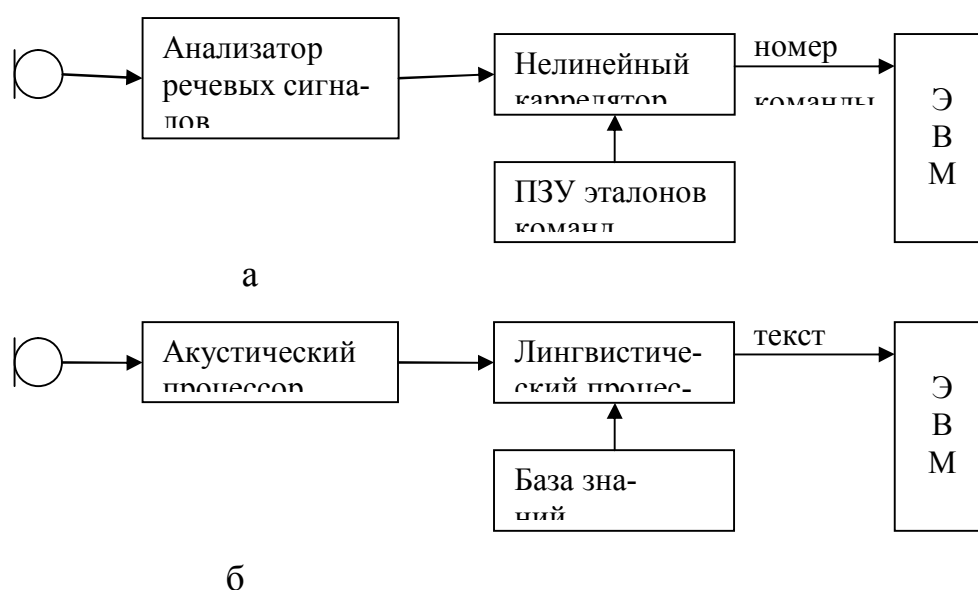 Анализатор
речевых сигна-
лов
Нелинейный
каррелятор
номер
команды
Э
В
М
ПЗУ эталонов
команд
а
Акустический
процессор
Лингвистиче-
ский процес-
текст
Э
В
М
База зна-
ний
б